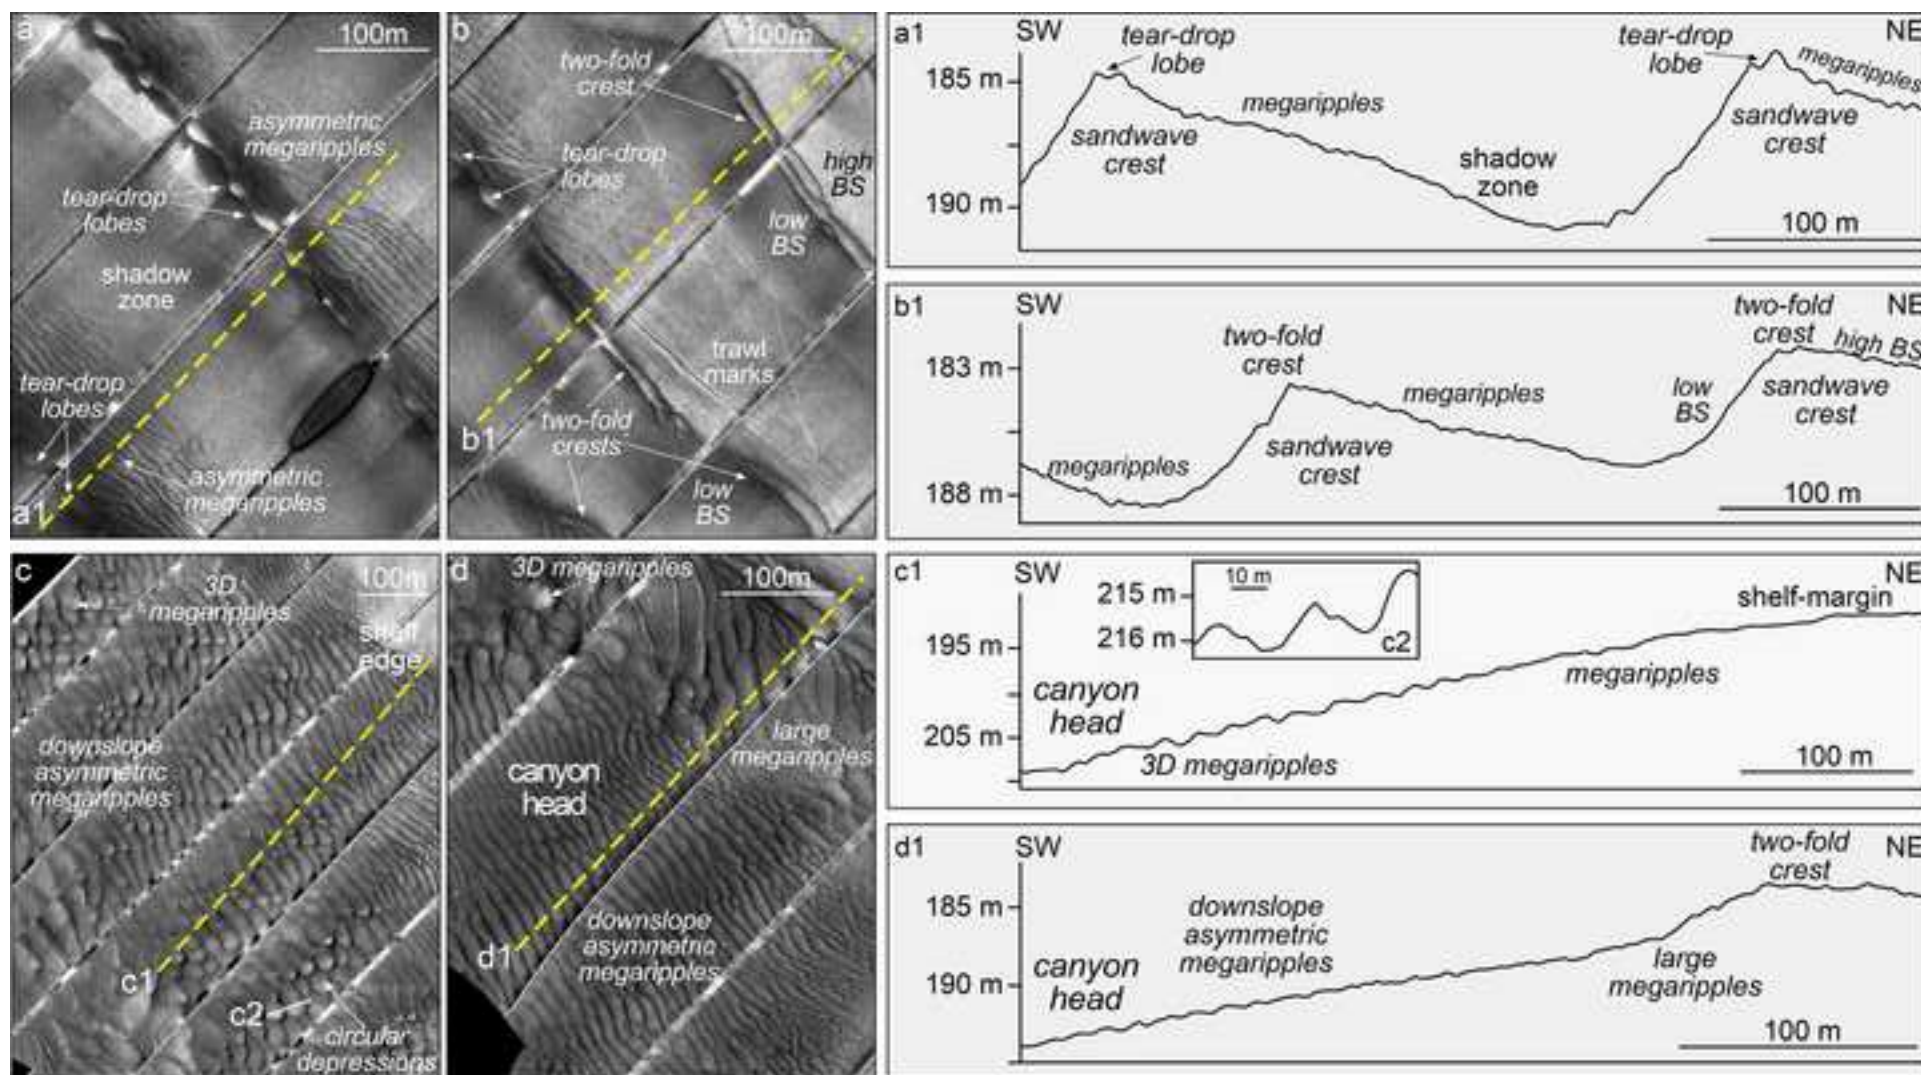 a
100m
asymmetric
megaripples
tear-drop
lobes
shadow
zone
tear-drop
lobes
asymmetric
megaripples
a1
b
100m
two-fold
crest
tear-drop
lobes
high
BS
low
BS
trawl
marks
two-fold
crests
b1
low
BS
a1
SW
NE
tear-drop
lobe
tear-drop
lobe
megaripples
185 m
megaripples
sandwave
crest
sandwave
crest
shadow
zone
190 m
100 m
b1
SW
NE
two-fold
crest
two-fold
crest
high BS
183 m
megaripples
low
BS
sandwave
crest
sandwave
crest
megaripples
188 m
100 m
c
3D
megaripples
100m
shelf
edge
downslope
asymmetric
megaripples
c1
c2
circular
depressions
d
3D megaripples
100m
large
megaripples
canyon
head
d1
downslope
asymmetric
megaripples
c1
SW
NE
10 m
215 m
216 m
c2
shelf-margin
195 m
megaripples
canyon
head
205 m
3D megaripples
100 m
d1
SW
NE
two-fold
crest
185 m
downslope
asymmetric
megaripples
canyon
head
190 m
large
megaripples
100 m